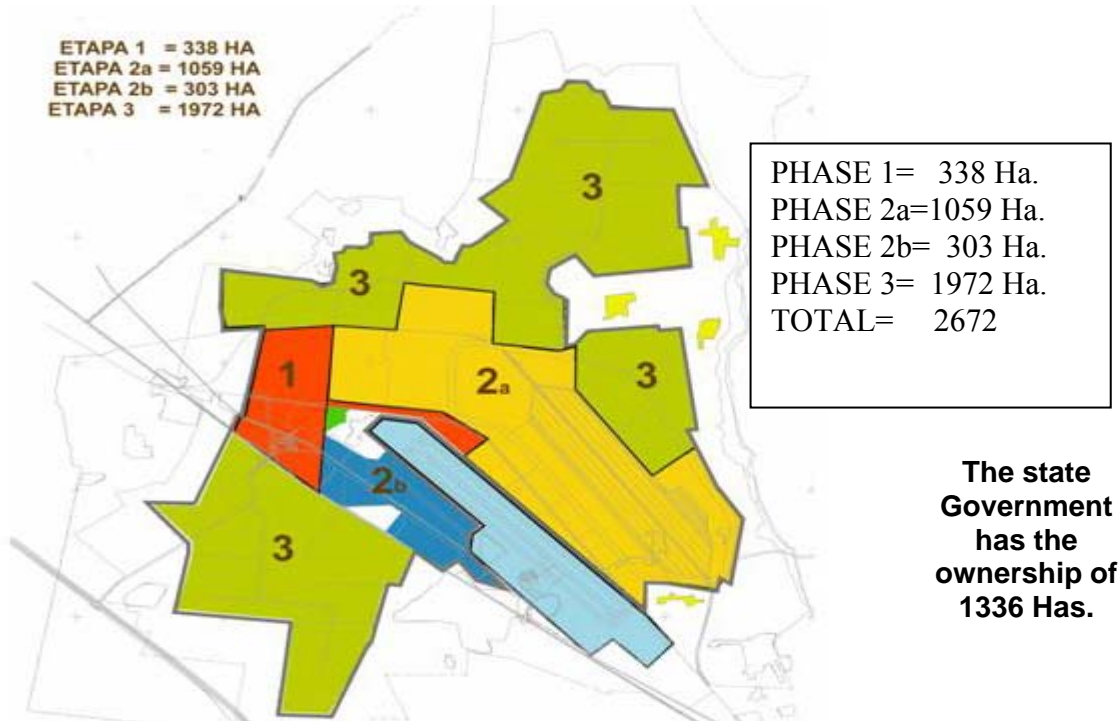 ETAPA 1 = 338 HA
ETAPA 2a = 1059 HA
ETAPA 2b = 303 HA
ETAPA 3 = 1972 HA
3
3
1
2a
3
2b
3
PHASE 1= 338 Ha.
PHASE 2a=1059 Ha.
PHASE 2b= 303 Ha.
PHASE 3= 1972 Ha.
TOTAL= 2672
The state
Government
has the
ownership of
1336 Has.